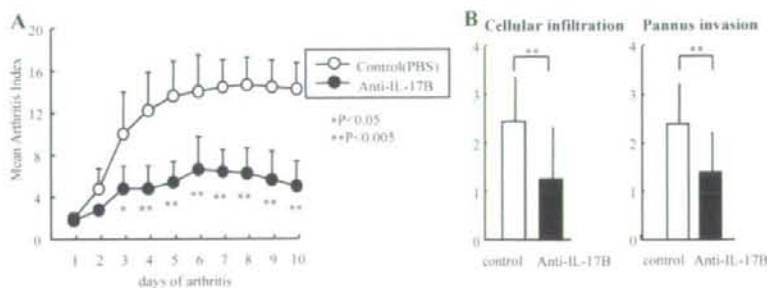 A
Mean Arthritis Index
20
16
12
8
4
0
1 2 3 4 5 6 7 8 9 10
days of arthritis
Control(PBS)
Anti-IL-17B
*P<0.05
**P<0.005
* ** ** ** ** ** ** **
B
Cellular infiltration
**
4
3
2
1
0
control Anti-IL-17B
Pannus invasion
**
4
3
2
1
0
control Anti-IL-17B